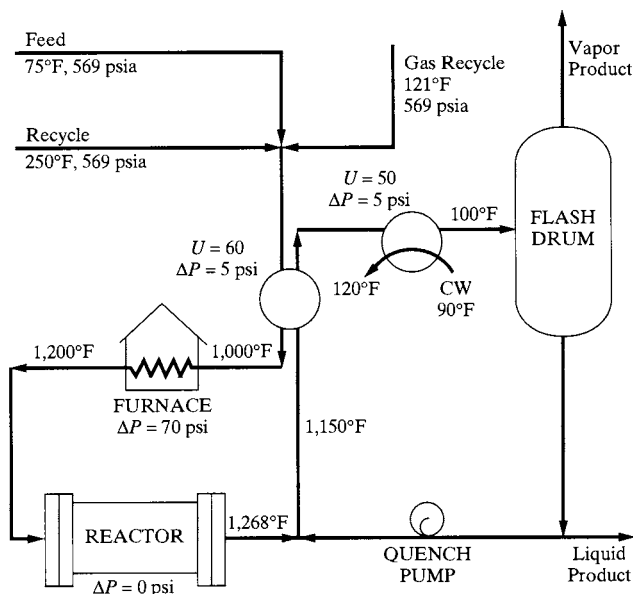 Feed
75°F, 569 psia
Gas Recycle
121°F
569 psia
Vapor
Product
Recycle
250°F, 569 psia
U = 50
ΔP = 5 psi
100°F
FLASH
DRUM
U = 60
ΔP = 5 psi
120°F
CW
90°F
1,200°F
1,000°F
FURNACE
ΔP = 70 psi
1,150°F
REACTOR
1,268°F
ΔP = 0 psi
QUENCH
PUMP
Liquid
Product